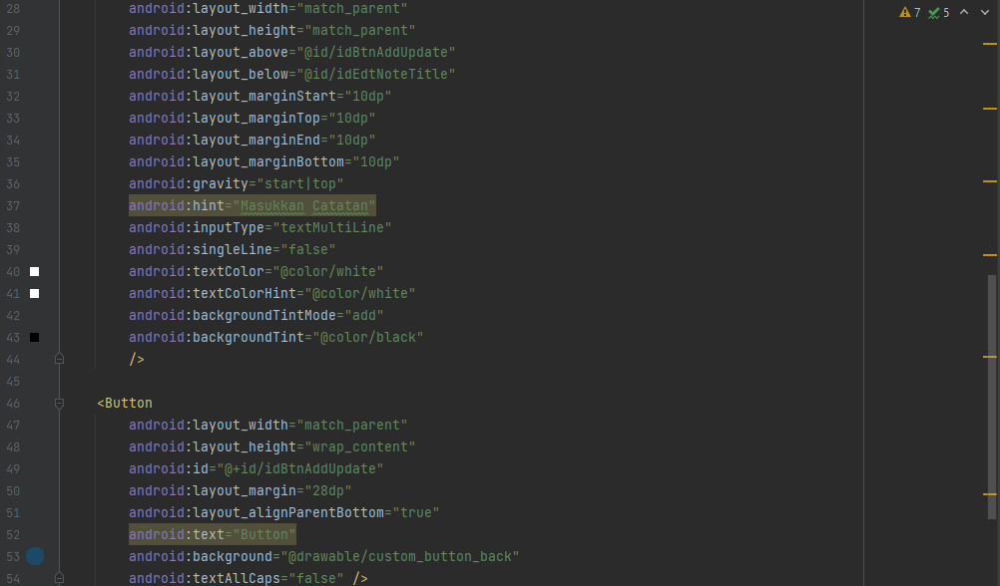 7 5
28 android:layout_width="match_parent"
29 android:layout_height="match_parent"
30 android:layout_above="@id/idBtnAddUpdate"
31 android:layout_below="@id/idEdtNoteTitle"
32 android:layout_marginStart="10dp"
33 android:layout_marginTop="10dp"
34 android:layout_marginEnd="10dp"
35 android:layout_marginBottom="10dp"
36 android:gravity="start|top"
37 android:hint="Masukkan Catatan"
38 android:inputType="textMultiLine"
39 android:singleLine="false"
40 android:textColor="@color/white"
41 android:textColorHint="@color/white"
42 android:backgroundTintMode="add"
43 android:backgroundTint="@color/black"
44 />
45
46 <Button
47 android:layout_width="match_parent"
48 android:layout_height="wrap_content"
49 android:id="@+id/idBtnAddUpdate"
50 android:layout_margin="28dp"
51 android:layout_alignParentBottom="true"
52 android:text="Button"
53 android:background="@drawable/custom_button_back"
54 android:textAllCaps="false" />